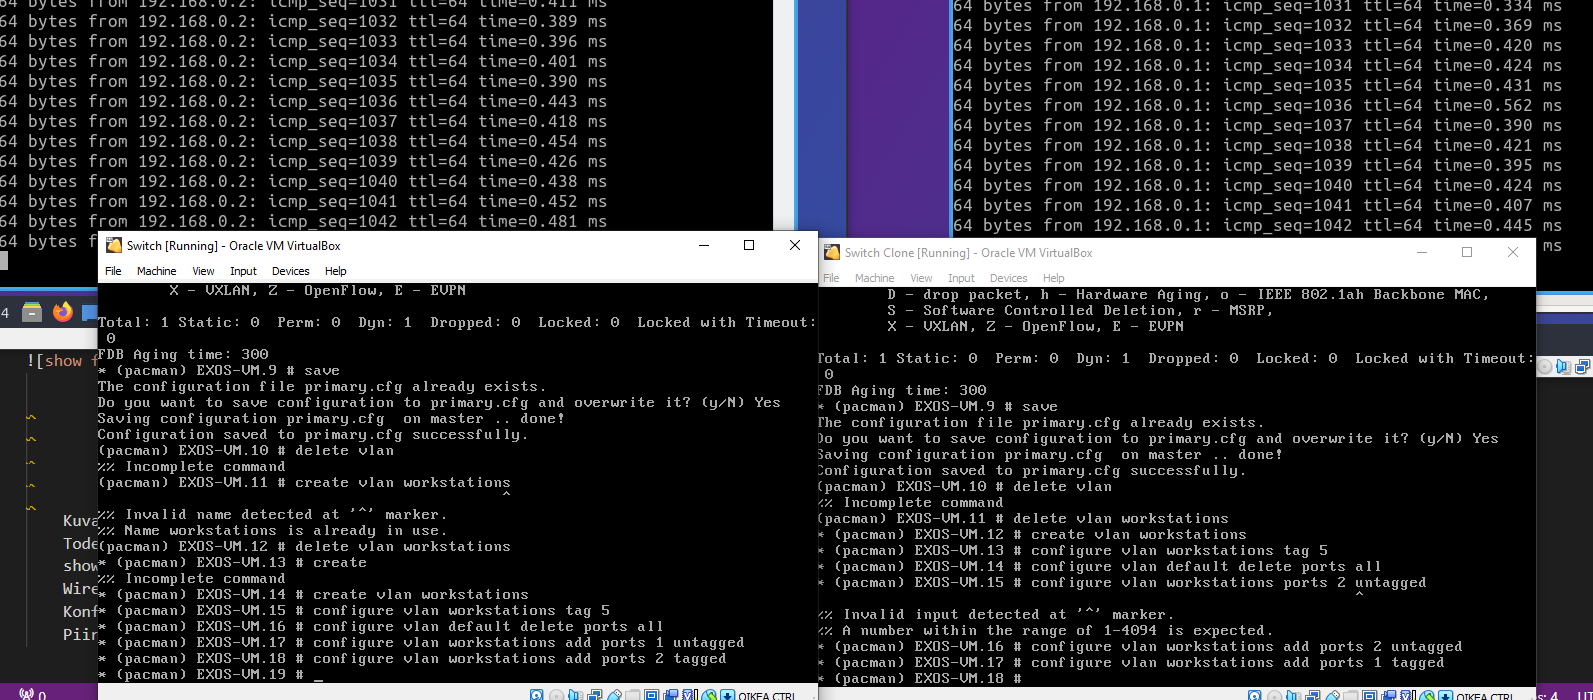 64 bytes from 192.168.0.2: icmp_seq=1031 ttl=64 time=0.411 ms
64 bytes from 192.168.0.2: icmp_seq=1032 ttl=64 time=0.389 ms
64 bytes from 192.168.0.2: icmp_seq=1033 ttl=64 time=0.396 ms
64 bytes from 192.168.0.2: icmp_seq=1034 ttl=64 time=0.401 ms
64 bytes from 192.168.0.2: icmp_seq=1035 ttl=64 time=0.390 ms
64 bytes from 192.168.0.2: icmp_seq=1036 ttl=64 time=0.443 ms
64 bytes from 192.168.0.2: icmp_seq=1037 ttl=64 time=0.418 ms
64 bytes from 192.168.0.2: icmp_seq=1038 ttl=64 time=0.454 ms
64 bytes from 192.168.0.2: icmp_seq=1039 ttl=64 time=0.426 ms
64 bytes from 192.168.0.2: icmp_seq=1040 ttl=64 time=0.438 ms
64 bytes from 192.168.0.2: icmp_seq=1041 ttl=64 time=0.452 ms
64 bytes from 192.168.0.2: icmp_seq=1042 ttl=64 time=0.481 ms
64 bytes f
64 bytes from 192.168.0.1: icmp_seq=1031 ttl=64 time=0.334 ms
64 bytes from 192.168.0.1: icmp_seq=1032 ttl=64 time=0.369 ms
64 bytes from 192.168.0.1: icmp_seq=1033 ttl=64 time=0.420 ms
64 bytes from 192.168.0.1: icmp_seq=1034 ttl=64 time=0.424 ms
64 bytes from 192.168.0.1: icmp_seq=1035 ttl=64 time=0.431 ms
64 bytes from 192.168.0.1: icmp_seq=1036 ttl=64 time=0.562 ms
64 bytes from 192.168.0.1: icmp_seq=1037 ttl=64 time=0.390 ms
64 bytes from 192.168.0.1: icmp_seq=1038 ttl=64 time=0.421 ms
64 bytes from 192.168.0.1: icmp_seq=1039 ttl=64 time=0.395 ms
64 bytes from 192.168.0.1: icmp_seq=1040 ttl=64 time=0.424 ms
64 bytes from 192.168.0.1: icmp_seq=1041 ttl=64 time=0.407 ms
64 bytes from 192.168.0.1: icmp_seq=1042 ttl=64 time=0.445 ms
ms
4
![show f
Kuva
Tode
show
Wire
Konf
Piir
0
Switch [Running] - Oracle VM VirtualBox
File Machine View Input Devices Help
X - VXLAN, Z - OpenFlow, E - EVPN
Total: 1 Static: 0 Perm: 0 Dyn: 1 Dropped: 0 Locked: 0 Locked with Timeout:
0
FDB Aging time: 300
* (pacman) EXOS-VM.9 # save
The configuration file primary.cfg already exists.
Do you want to save configuration to primary.cfg and overwrite it? (y/N) Yes
Saving configuration primary.cfg on master .. done!
Configuration saved to primary.cfg successfully.
(pacman) EXOS-VM.10 # delete vlan
%% Incomplete command
(pacman) EXOS-VM.11 # create vlan workstations
^
%% Invalid name detected at '^' marker.
%% Name workstations is already in use.
(pacman) EXOS-VM.12 # delete vlan workstations
* (pacman) EXOS-VM.13 # create
%% Incomplete command
* (pacman) EXOS-VM.14 # create vlan workstations
* (pacman) EXOS-VM.15 # configure vlan workstations tag 5
* (pacman) EXOS-VM.16 # configure vlan default delete ports all
* (pacman) EXOS-VM.17 # configure vlan workstations add ports 1 untagged
* (pacman) EXOS-VM.18 # configure vlan workstations add ports 2 tagged
* (pacman) EXOS-VM.19 # _
OIKEA CTRL
Switch Clone [Running] - Oracle VM VirtualBox
File Machine View Input Devices Help
D - drop packet, h - Hardware Aging, o - IEEE 802.1ah Backbone MAC,
S - Software Controlled Deletion, r - MSRP,
X - VXLAN, Z - OpenFlow, E - EVPN
Total: 1 Static: 0 Perm: 0 Dyn: 1 Dropped: 0 Locked: 0 Locked with Timeout:
0
FDB Aging time: 300
* (pacman) EXOS-VM.9 # save
The configuration file primary.cfg already exists.
Do you want to save configuration to primary.cfg and overwrite it? (y/N) Yes
Saving configuration primary.cfg on master .. done!
Configuration saved to primary.cfg successfully.
(pacman) EXOS-VM.10 # delete vlan
%% Incomplete command
(pacman) EXOS-VM.11 # delete vlan workstations
* (pacman) EXOS-VM.12 # create vlan workstations
* (pacman) EXOS-VM.13 # configure vlan workstations tag 5
* (pacman) EXOS-VM.14 # configure vlan default delete ports all
* (pacman) EXOS-VM.15 # configure vlan workstations ports 2 untagged
^
%% Invalid input detected at '^' marker.
%% A number within the range of 1-4094 is expected.
* (pacman) EXOS-VM.16 # configure vlan workstations add ports 2 untagged
* (pacman) EXOS-VM.17 # configure vlan workstations add ports 1 tagged
* (pacman) EXOS-VM.18 #
OIKEA CTRL
s: 4 UT